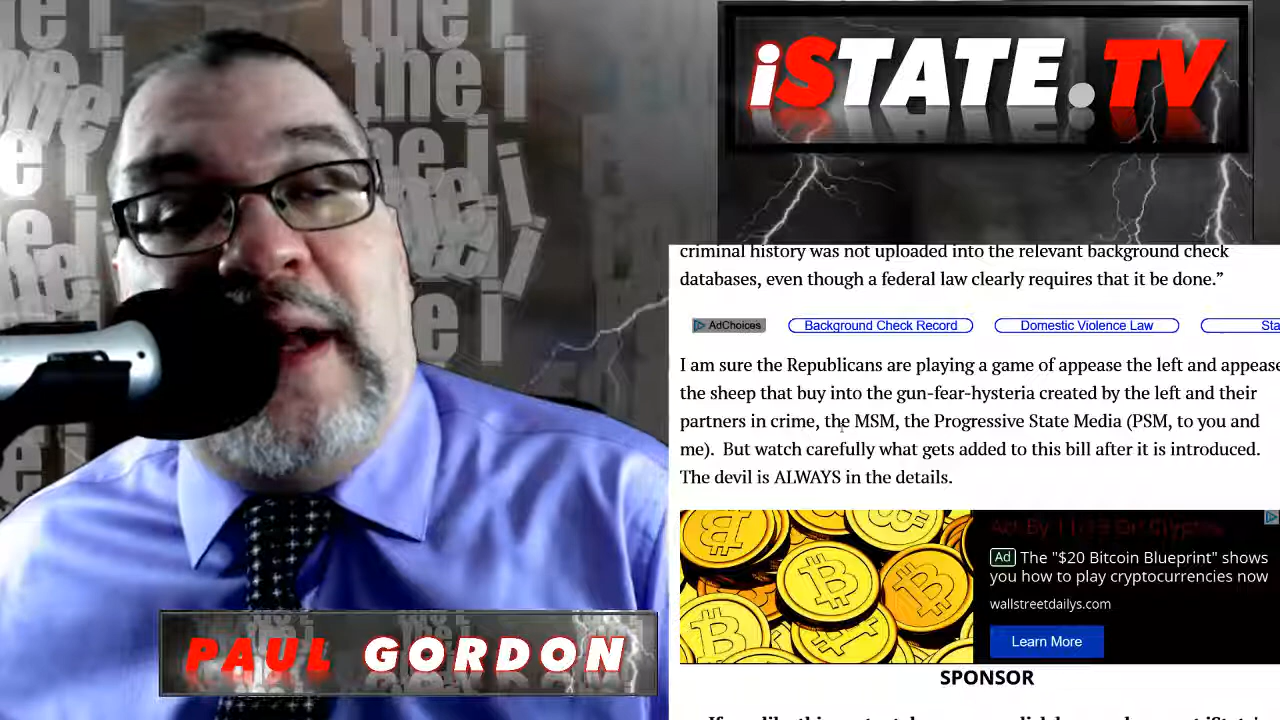 iSTATE.TV
criminal history was not uploaded into the relevant background check
databases, even though a federal law clearly requires that it be done.”
AdChoices
Background Check Record
Domestic Violence Law
Sta
I am sure the Republicans are playing a game of appease the left and appease
the sheep that buy into the gun-fear-hysteria created by the left and their
partners in crime, the MSM, the Progressive State Media (PSM, to you and
me).  But watch carefully what gets added to this bill after it is introduced.
The devil is ALWAYS in the details.
Ad The "$20 Bitcoin Blueprint" shows
you how to play cryptocurrencies now
wallstreetdailys.com
Learn More
SPONSOR
PAUL GORDON
the i
the i
the i